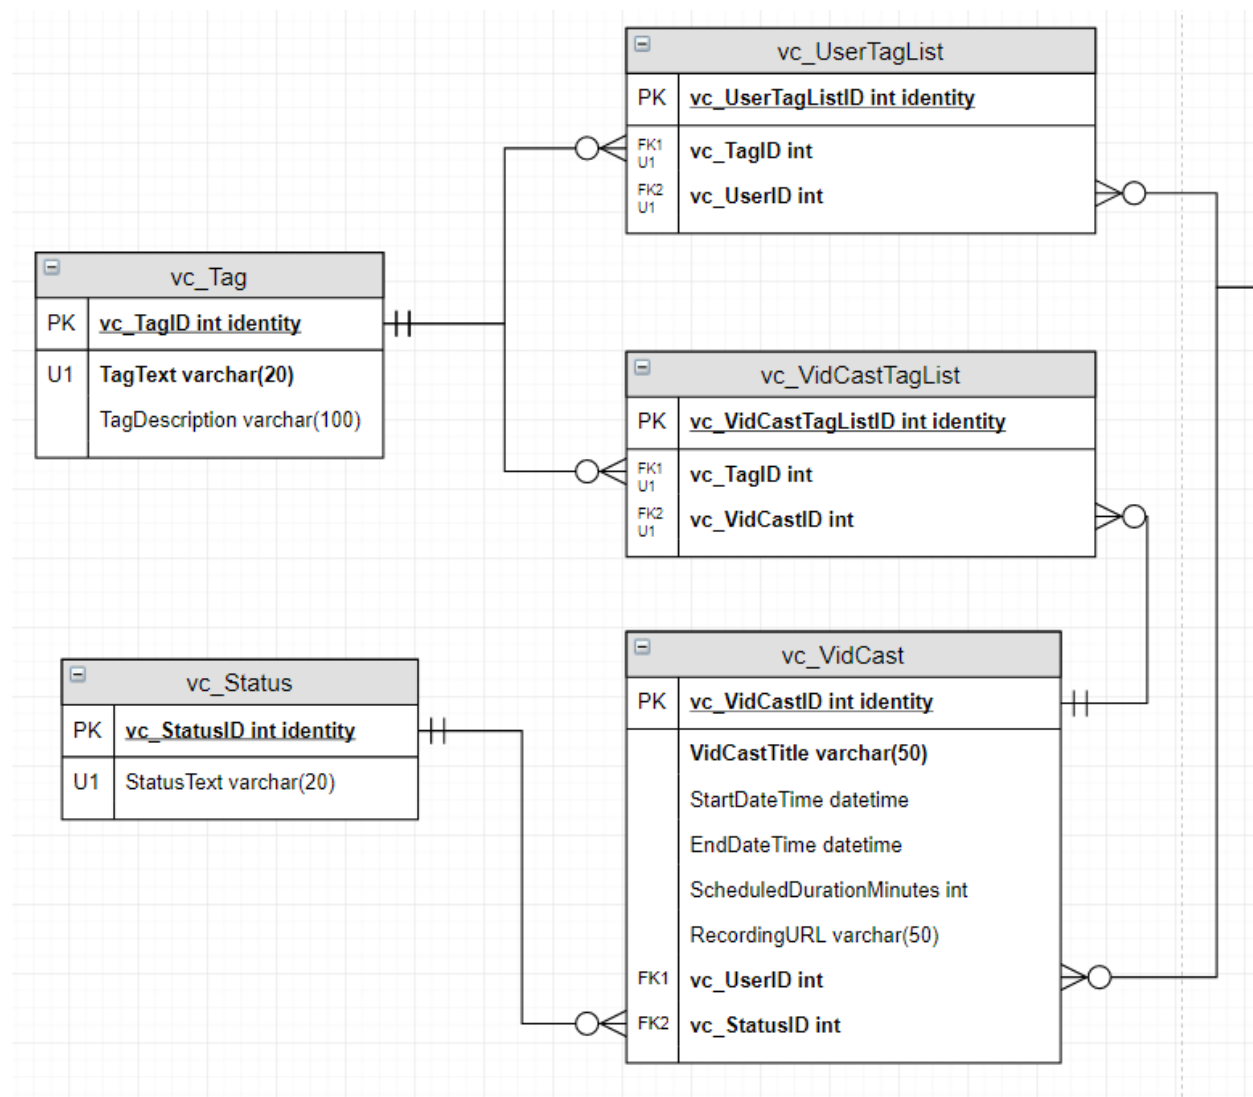 vc_UserTagList
PK vc_UserTagListID int identity
FK1 U1 vc_TagID int
FK2 U1 vc_UserID int
vc_Tag
PK vc_TagID int identity
U1 TagText varchar(20)
TagDescription varchar(100)
vc_VidCastTagList
PK vc_VidCastTagListID int identity
FK1 U1 vc_TagID int
FK2 U1 vc_VidCastID int
vc_Status
PK vc_StatusID int identity
U1 StatusText varchar(20)
vc_VidCast
PK vc_VidCastID int identity
VidCastTitle varchar(50)
StartDateTime datetime
EndDateTime datetime
ScheduledDurationMinutes int
RecordingURL varchar(50)
FK1 vc_UserID int
FK2 vc_StatusID int